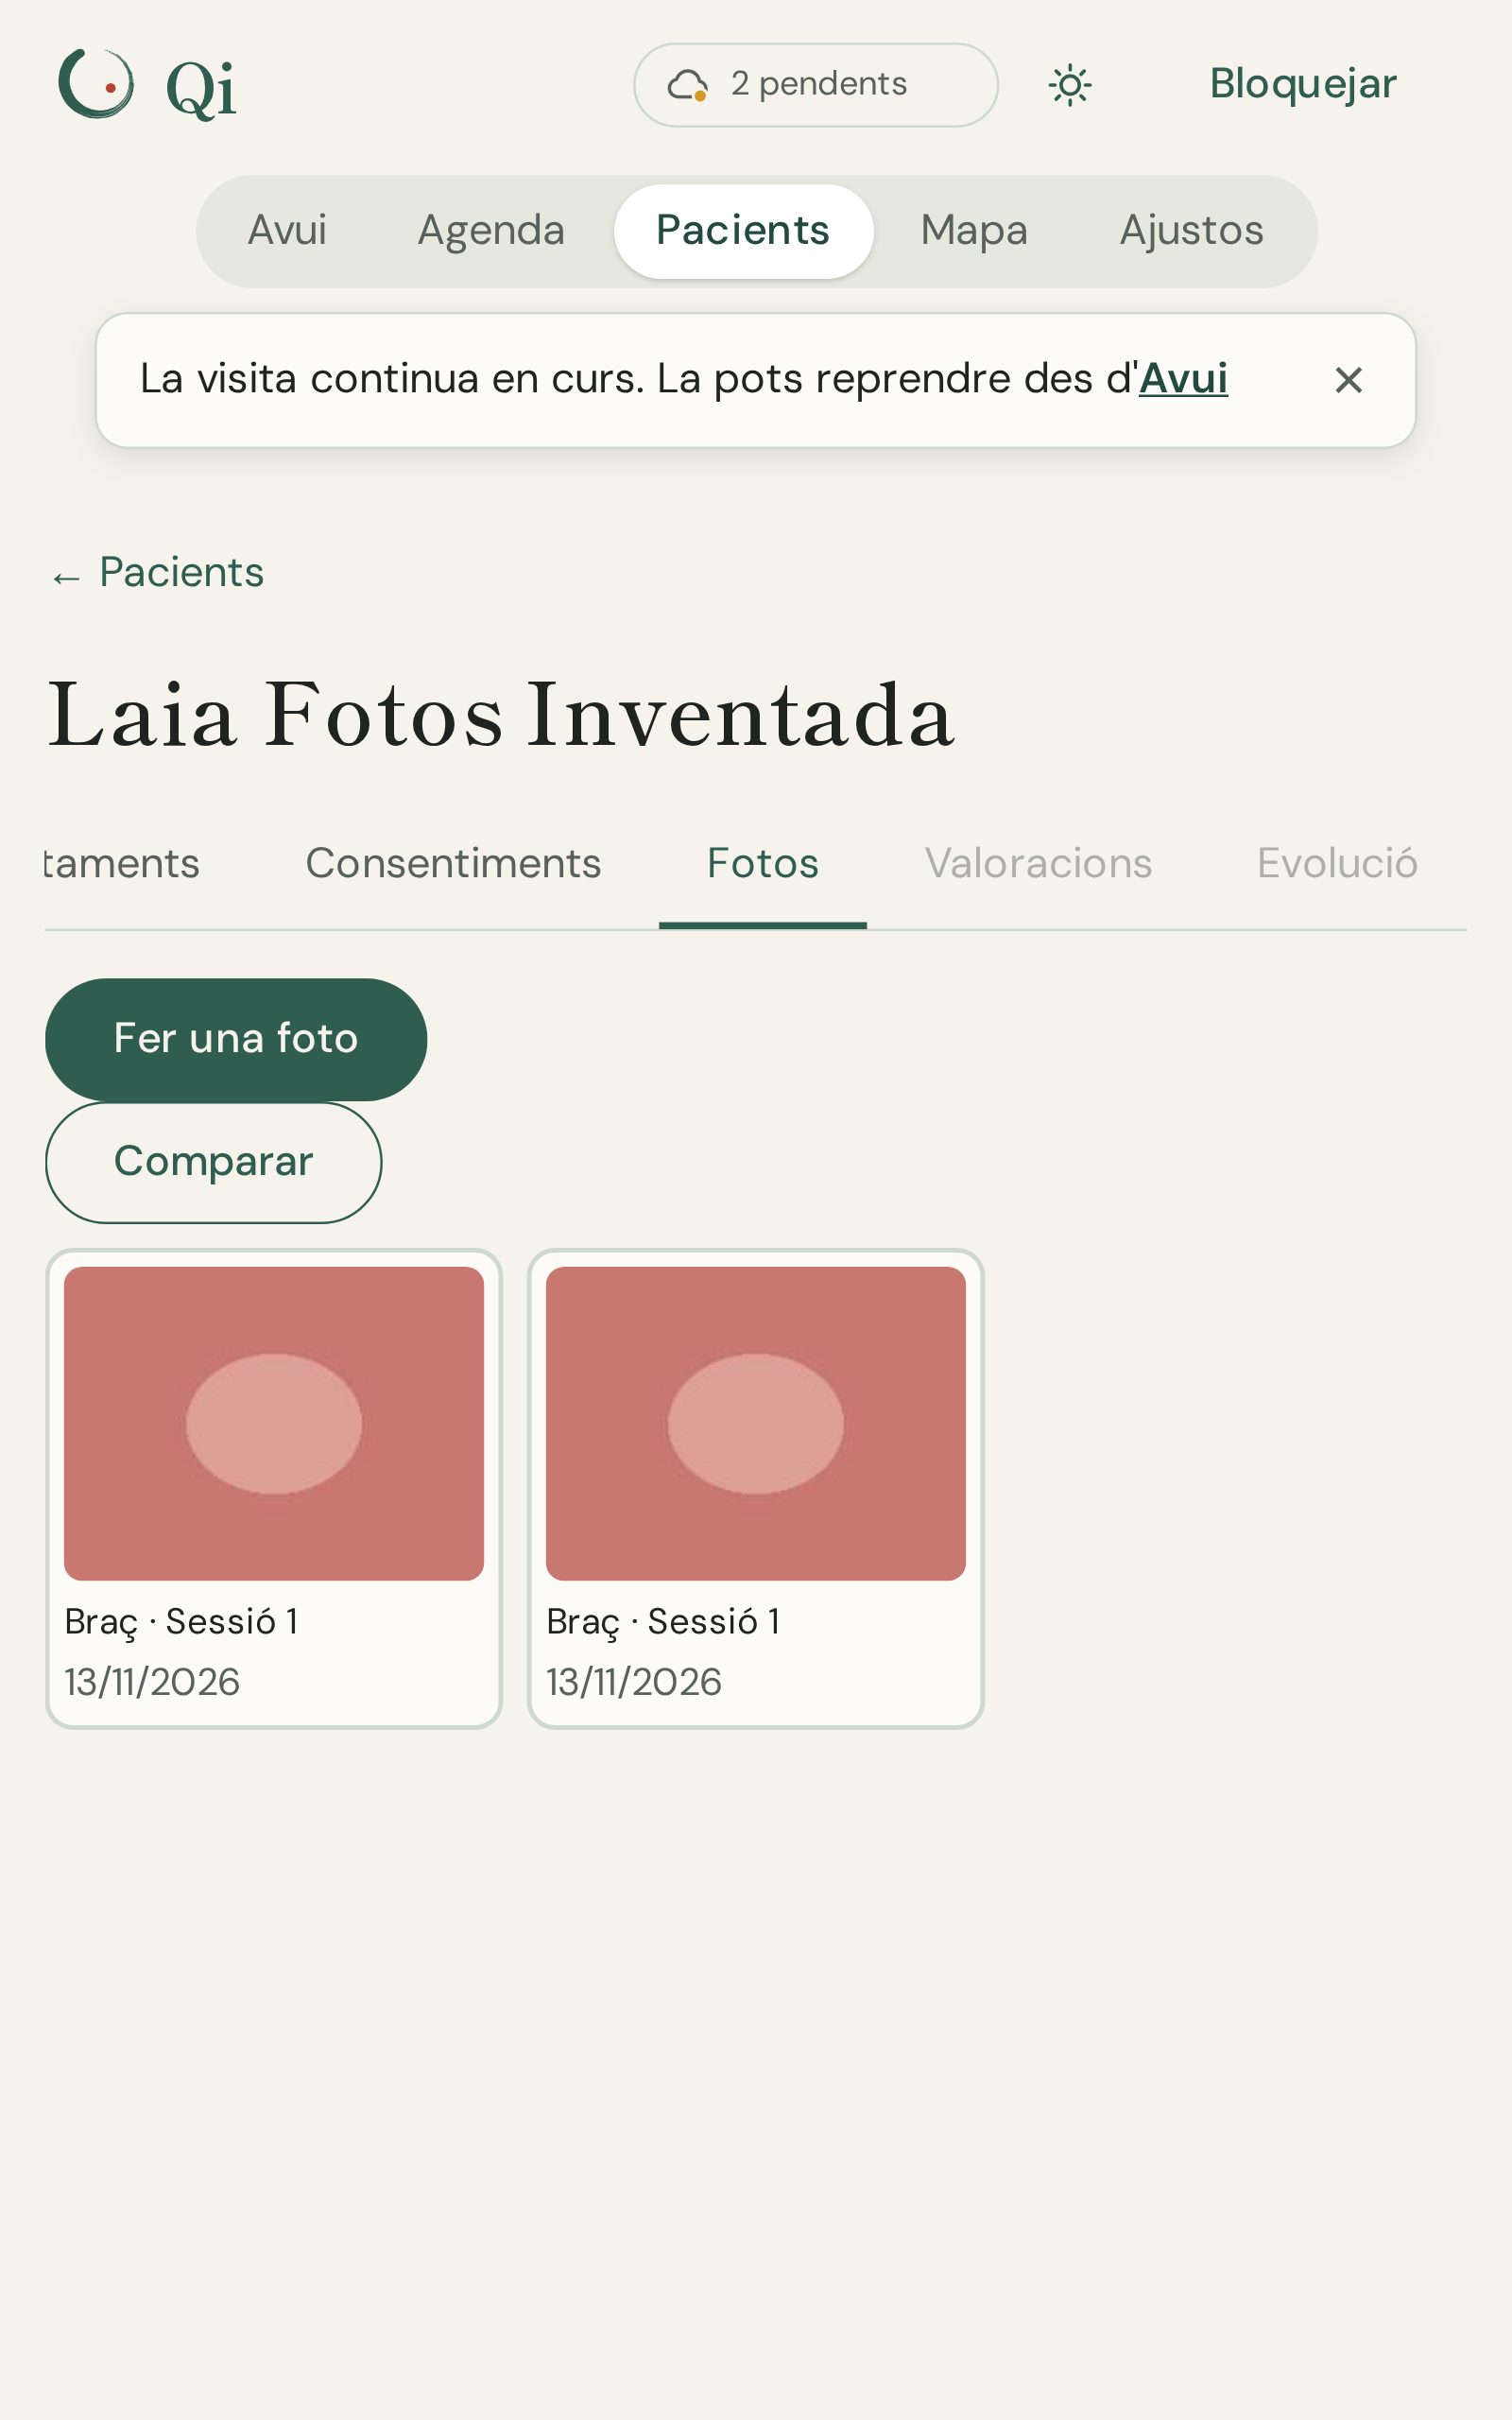 Qi
2 pendents
Bloquejar
Avui
Agenda
Pacients
Mapa
Ajustos
La visita continua en curs. La pots reprendre des d'Avui ×
← Pacients
Laia Fotos Inventada
taments
Consentiments
Fotos
Valoracions
Evolució
Fer una foto
Comparar
Braç · Sessió 1
13/11/2026
Braç · Sessió 1
13/11/2026